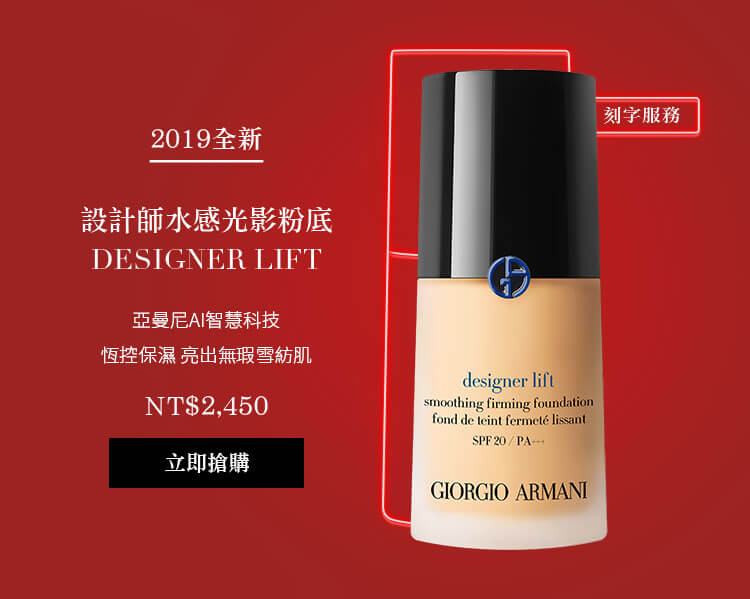 2019全新
設計師水感光影粉底
DESIGNER LIFT
亞曼尼AI智慧科技
恆控保濕 亮出無瑕雪紡肌
NT$2,450
立即搶購
刻字服務
designer lift
smoothing firming foundation
fond de teint fermeté lissant
SPF 20 / PA+++
GIORGIO ARMANI